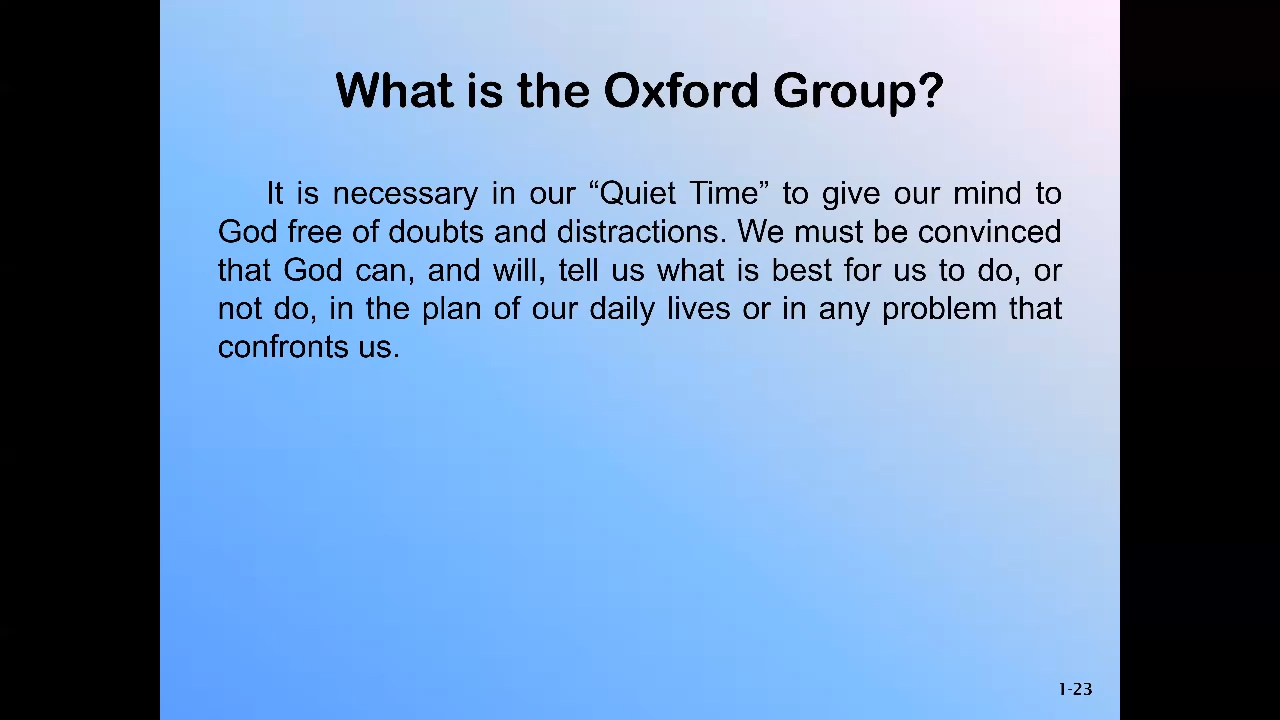 What is the Oxford Group?
It is necessary in our “Quiet Time” to give our mind to
God free of doubts and distractions. We must be convinced
that God can, and will, tell us what is best for us to do, or
not do, in the plan of our daily lives or in any problem that
confronts us.
1-23